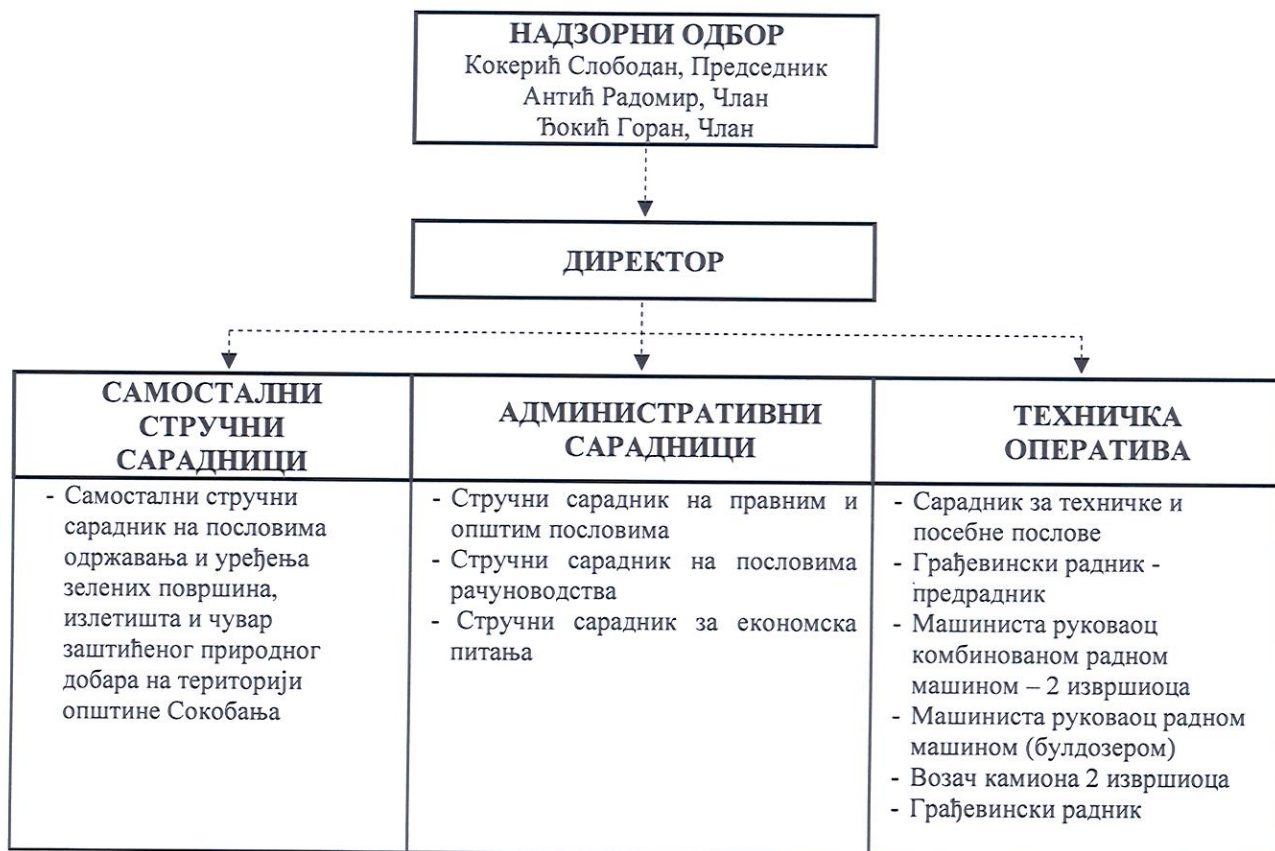 НАДЗОРНИ ОДБОР
Кокерић Слободан, Председник
Антић Радомир, Члан
Ђокић Горан, Члан
ДИРЕКТОР
САМОСТАЛНИ
СТРУЧНИ
САРАДНИЦИ
- Самостални стручни
сарадник на пословима
одржавања и уређења
зелених површина,
излетишта и чувар
заштићеног природног
добара на територији
општине Сокобања
АДМИНИСТРАТИВНИ
САРАДНИЦИ
- Стручни сарадник на правним и
општим пословима
- Стручни сарадник на пословима
рачуноводства
- Стручни сарадник за економска
питања
ТЕХНИЧКА
ОПЕРАТИВА
- Сарадник за техничке и
посебне послове
- Грађевински радник -
предрадник
- Машиниста руковаоц
комбинованом радном
машином – 2 извршиоца
- Машиниста руковаоц радном
машином (булдозером)
- Возач камиона 2 извршиоца
- Грађевински радник